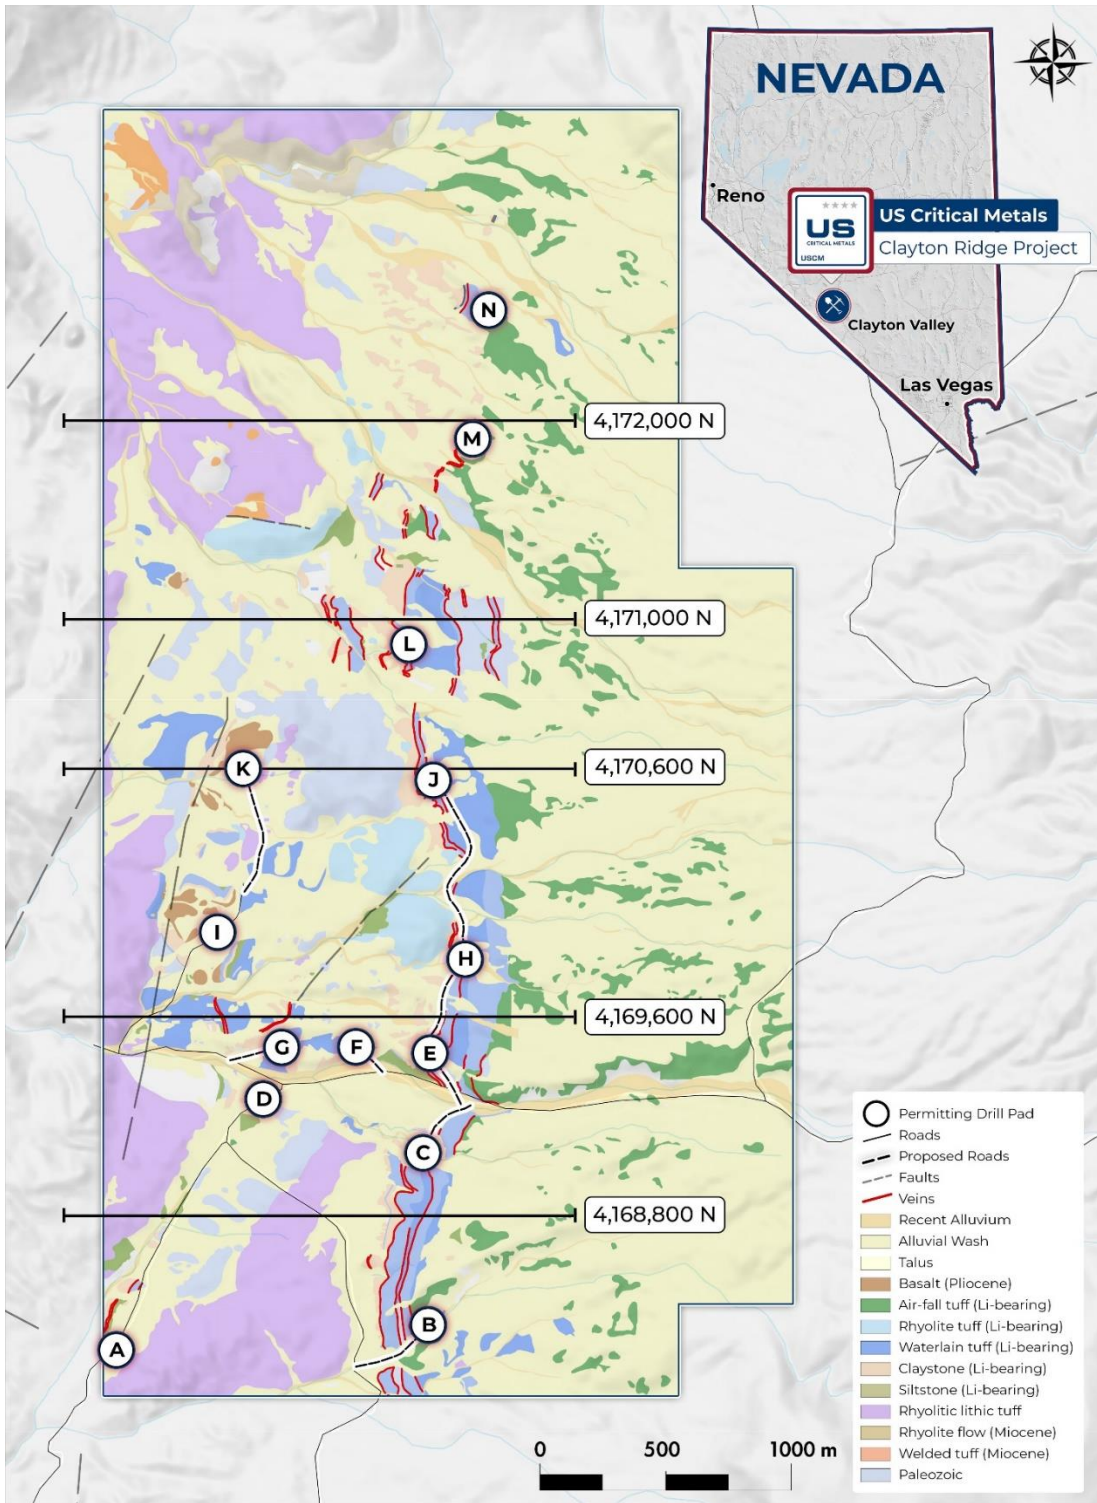 NEVADA
Reno
★★★★
US
CRITICAL METALS
USCM
US Critical Metals
Clayton Ridge Project
Clayton Valley
Las Vegas
N
4,172,000 N
M
4,171,000 N
L
K
4,170,600 N
J
I
H
4,169,600 N
G
F
E
D
C
4,168,800 N
B
A
Permitting Drill Pad
Roads
Proposed Roads
Faults
Veins
Recent Alluvium
Alluvial Wash
Talus
Basalt (Pliocene)
Air-fall tuff (Li-bearing)
Rhyolite tuff (Li-bearing)
Waterlain tuff (Li-bearing)
Claystone (Li-bearing)
Siltstone (Li-bearing)
Rhyolitic lithic tuff
Rhyolite flow (Miocene)
Welded tuff (Miocene)
Paleozoic
0 500 1000 m